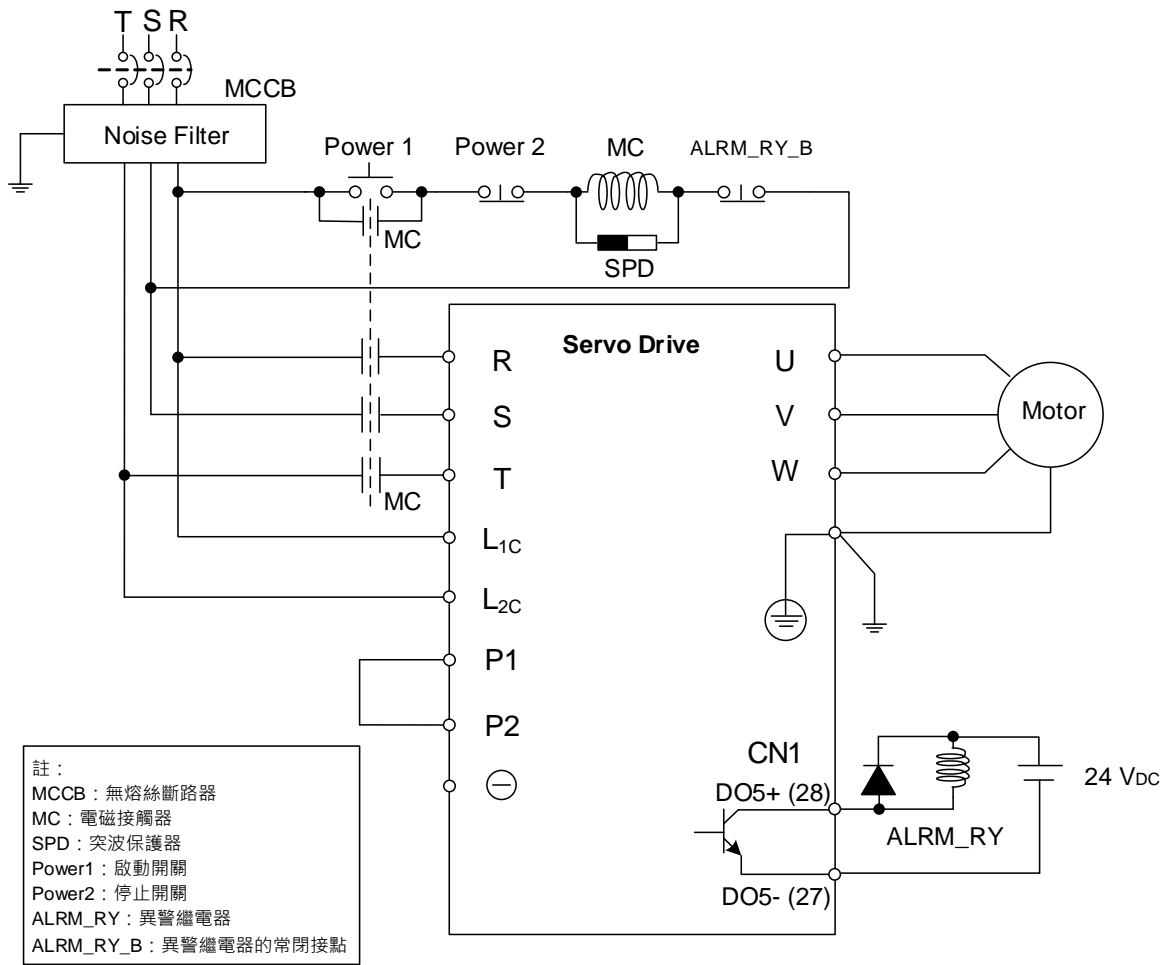 T S R
MCCB
Noise Filter
Power 1
Power 2
MC
ALRM_RY_B
MC
SPD
Servo Drive
R
U
S
V
Motor
T
W
MC
L1C
L2C
P1
P2
CN1
DO5+ (28)
24 VDC
ALRM_RY
DO5- (27)
註：
MCCB：無熔絲斷路器
MC：電磁接觸器
SPD：突波保護器
Power1：啟動開關
Power2：停止開關
ALRM_RY：異警繼電器
ALRM_RY_B：異警繼電器的常閉接點